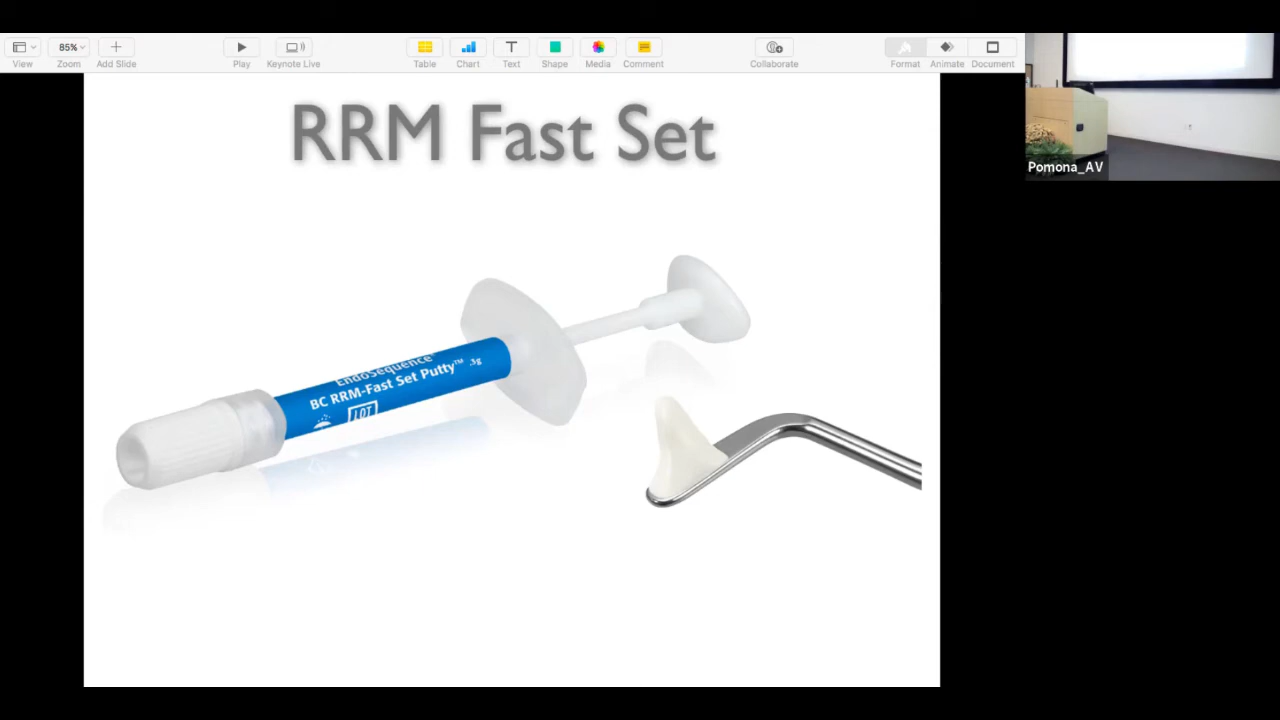 85%
View
Zoom
Add Slide
Play
Keynote Live
Table
Chart
Text
Shape
Media
Comment
Collaborate
Format
Animate
Document
RRM Fast Set
EndoSequence®
BC RRM-Fast Set Putty™ .3g
LOT
Pomona_AV